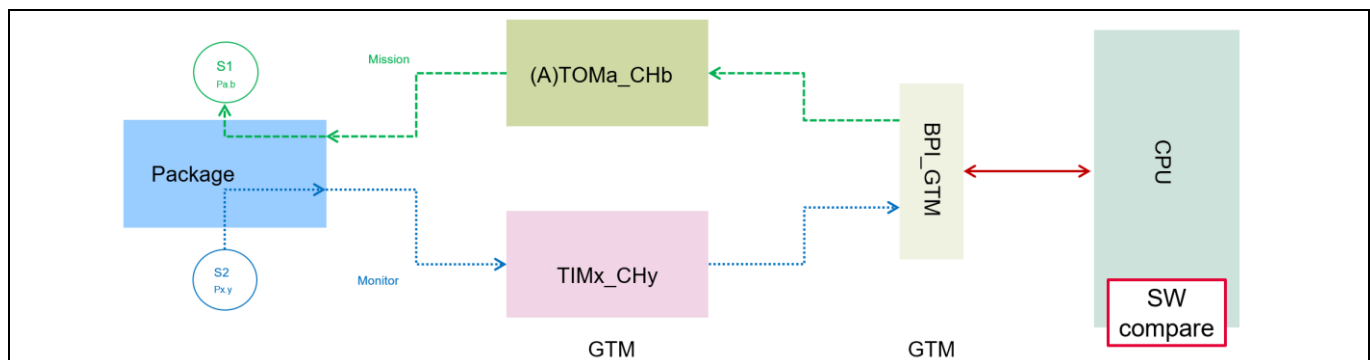 S1
Pa.b
Mission
(A)TOMa_CHb
Package
BPI_GTM
CPU
S2
Px.y
Monitor
TIMx_CHy
SW
compare
GTM
GTM